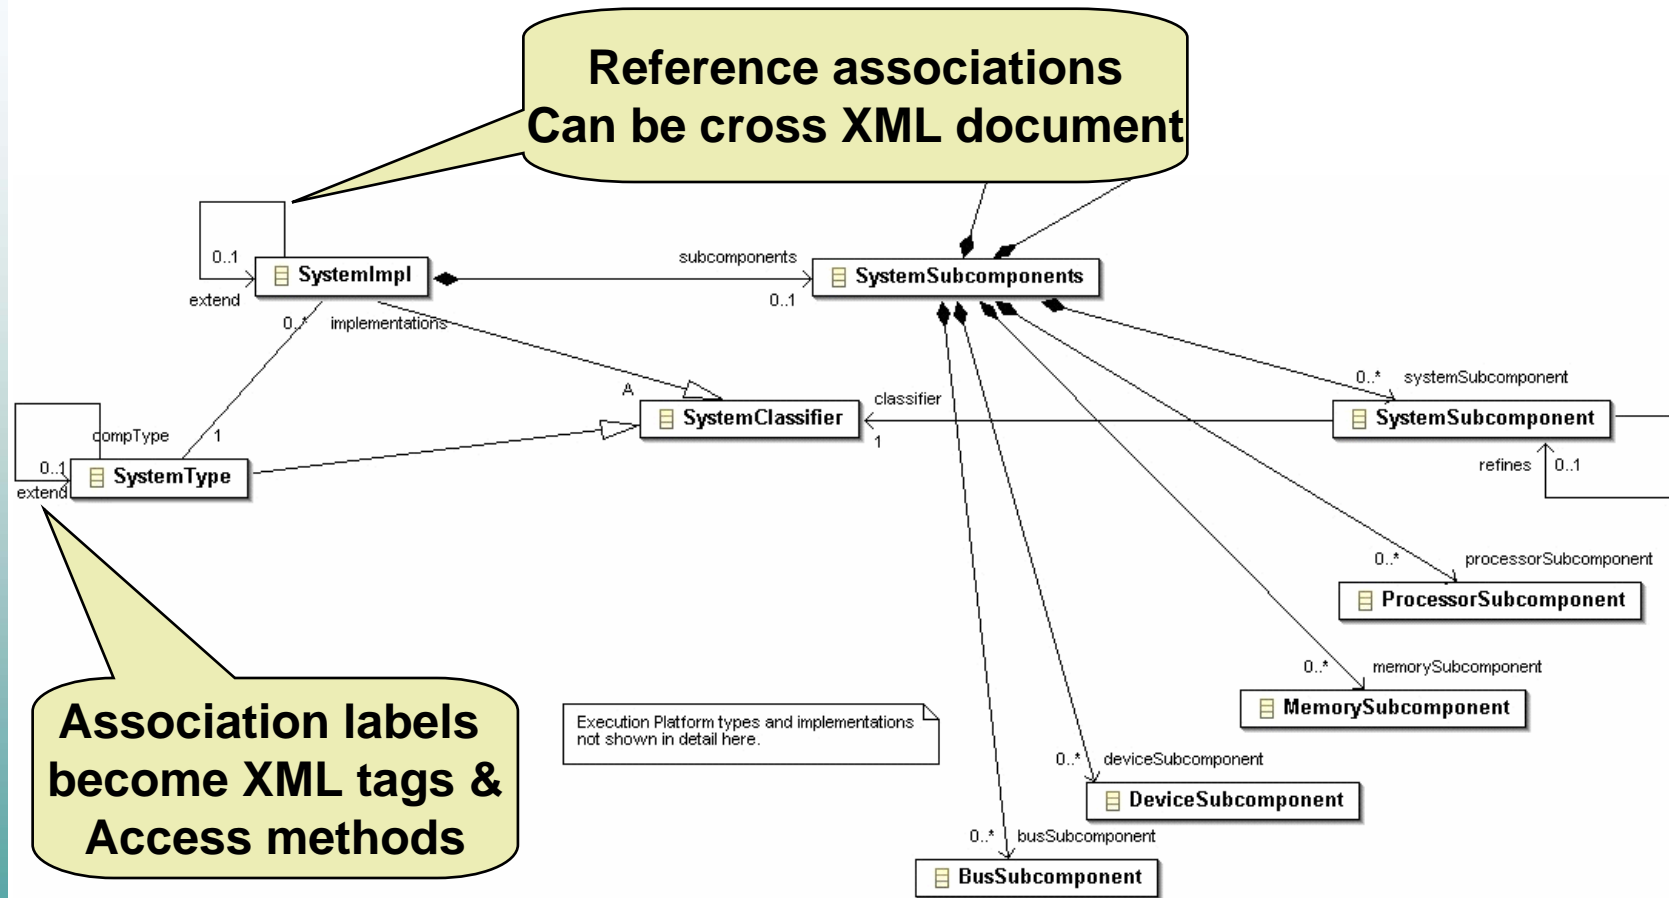 Reference associations
Can be cross XML document
0..1
SystemImpl
extend
subcomponents
0..1
SystemSubcomponents
0..*
implementations
A
SystemClassifier
classifier
1
0..*
systemSubcomponent
SystemSubcomponent
refines
0..1
compType
1
0..1
SystemType
extend
0..*
processorSubcomponent
ProcessorSubcomponent
0..*
memorySubcomponent
MemorySubcomponent
Association labels
become XML tags &
Access methods
Execution Platform types and implementations
not shown in detail here.
0..*
deviceSubcomponent
DeviceSubcomponent
0..*
busSubcomponent
BusSubcomponent